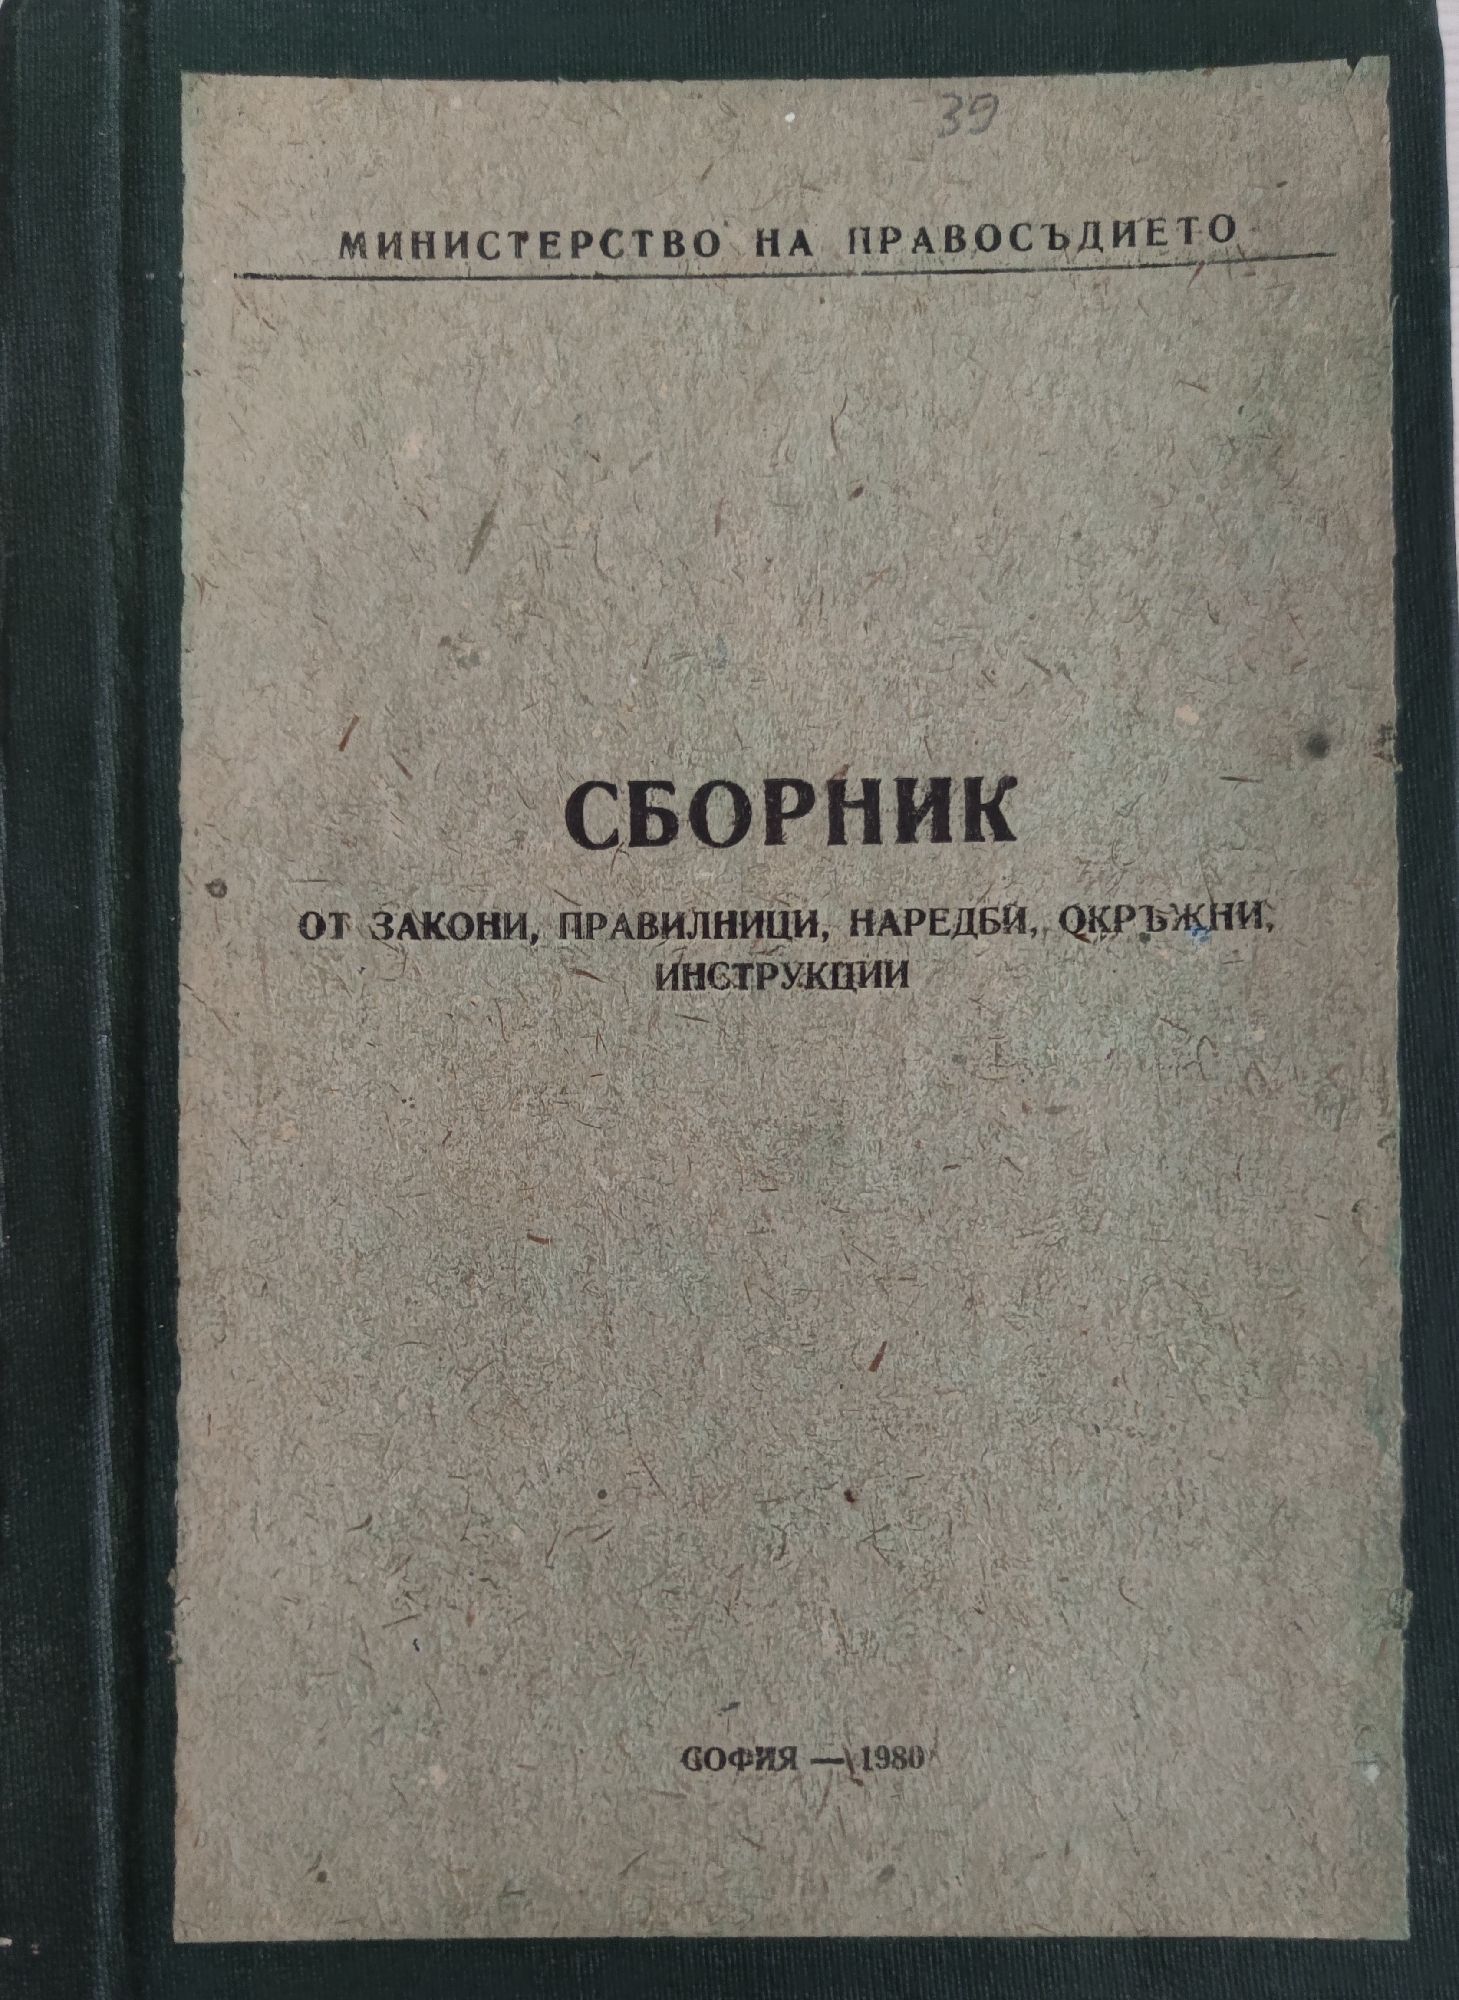 39
МИНИСТЕРСТВО НА ПРАВОСЪДИЕТО
СБОРНИК
ОТ ЗАКОНИ, ПРАВИЛНИЦИ, НАРЕДБИ, ОКРЪЖНИ,
ИНСТРУКЦИИ
СОФИЯ — 1980